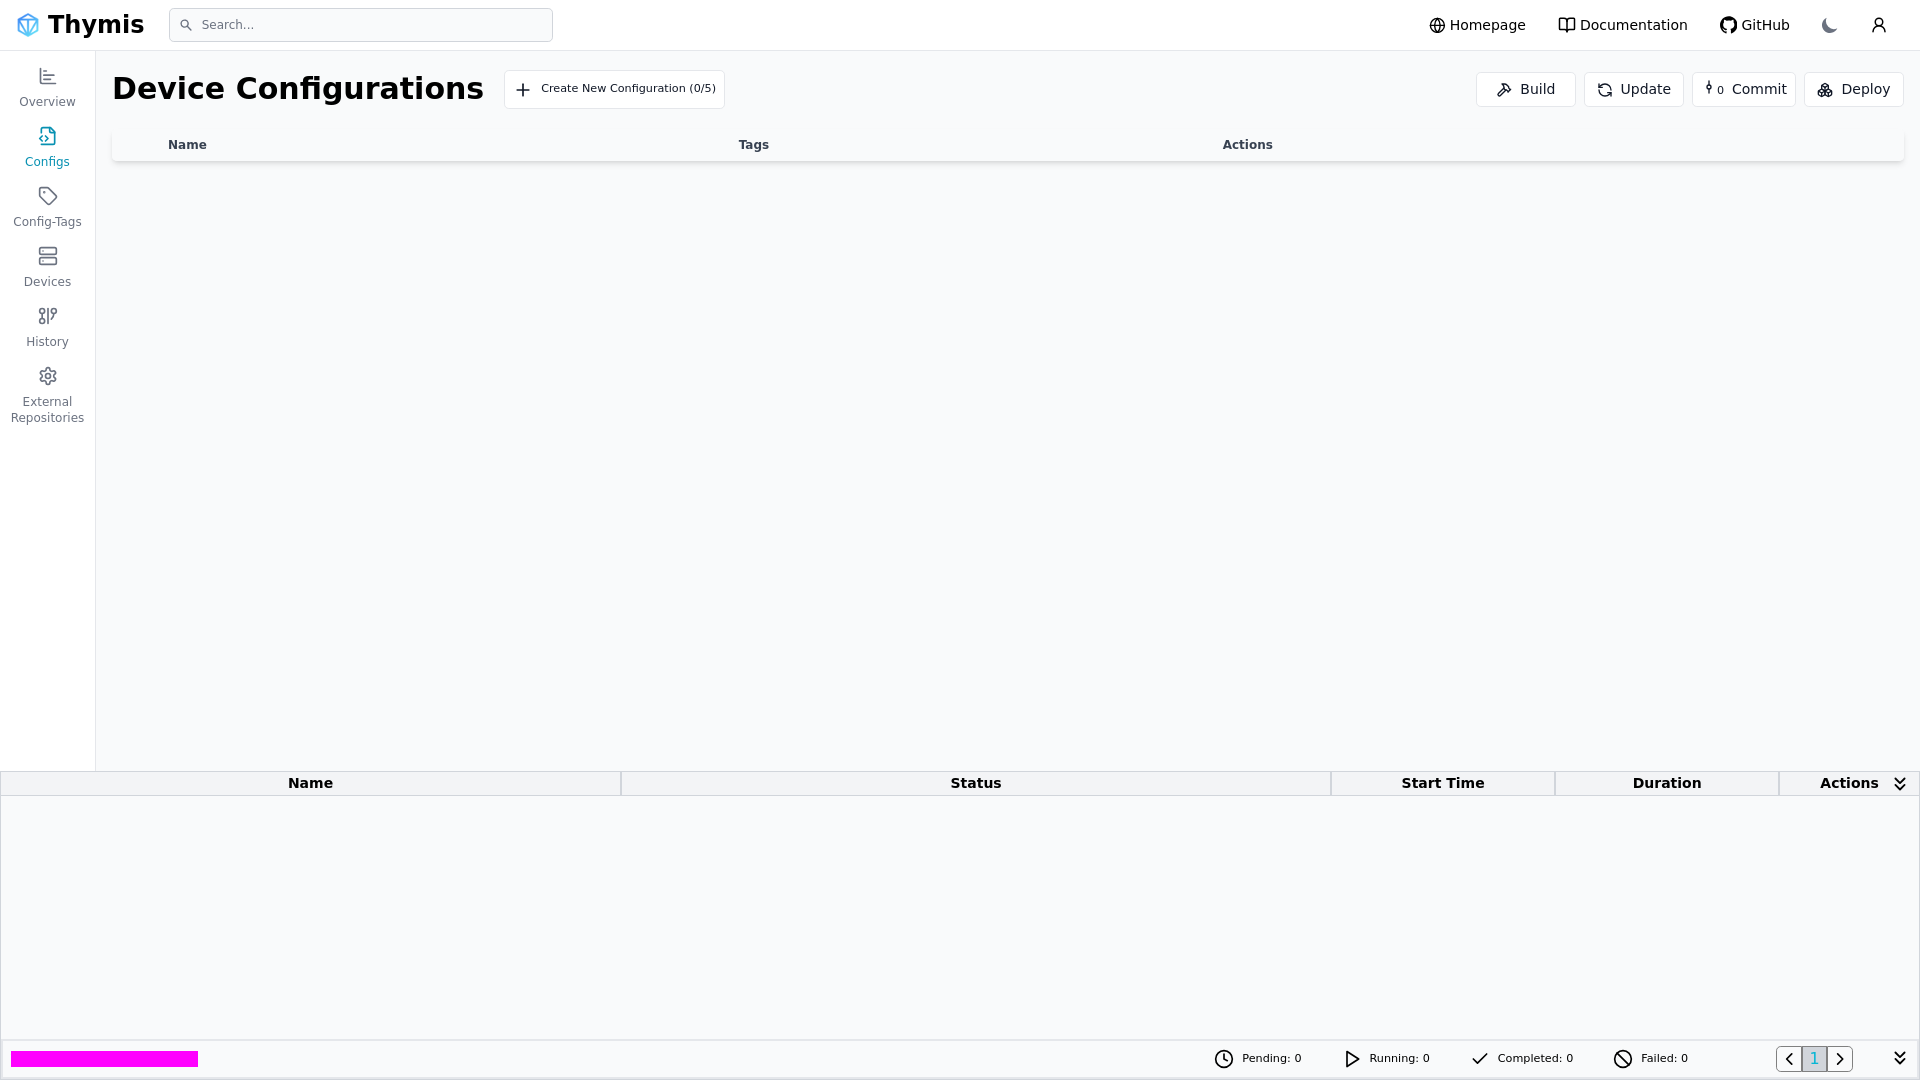 Thymis
Search...
Homepage
Documentation
GitHub
Overview
Configs
Config-Tags
Devices
History
External
Repositories
Device Configurations
Create New Configuration (0/5)
Build
Update
0 Commit
Deploy
Name Tags Actions
Name Status Start Time Duration Actions
Pending: 0
Running: 0
Completed: 0
Failed: 0
1